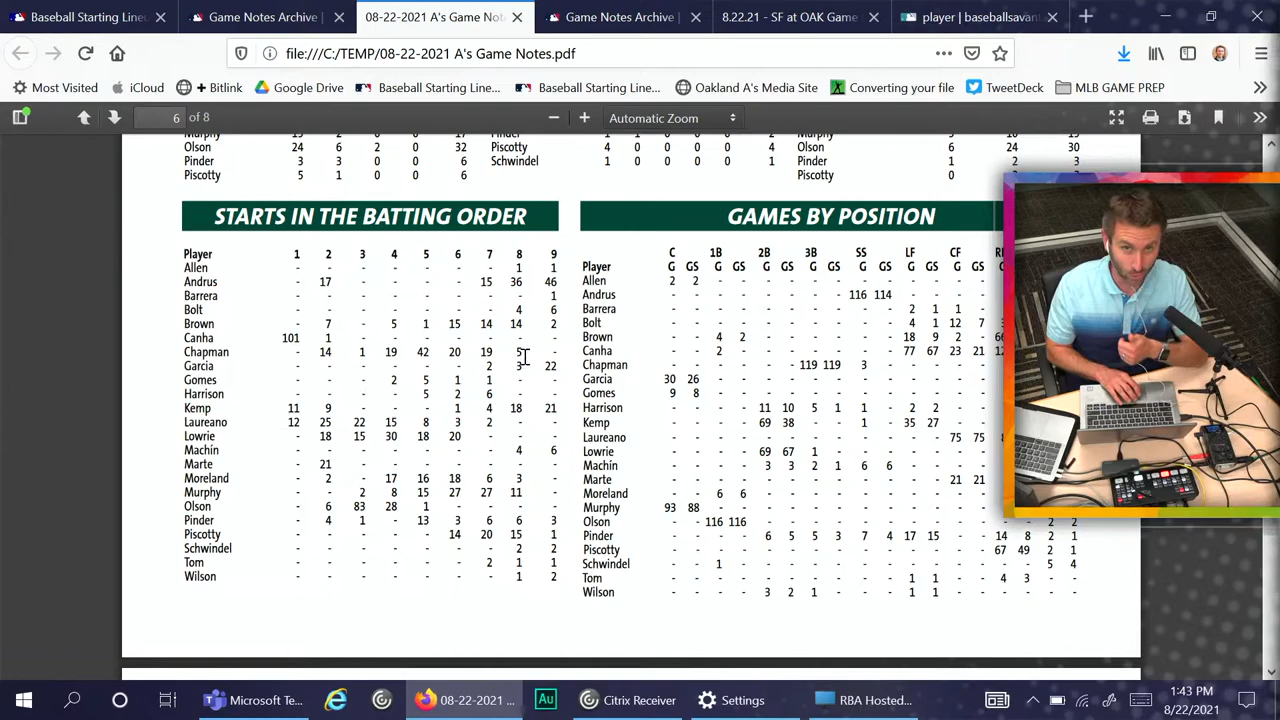 Baseball Starting Lin
Game Notes Archive |
08-22-2021 A's Game Not
Game Notes Archive |
8.22.21 - SF at OAK Game
player | baseballsavant
file:///C:/TEMP/08-22-2021 A's Game Notes.pdf
Most Visited iCloud + Bitlink Google Drive Baseball Starting Line... Baseball Starting Line... Oakland A's Media Site Converting your file TweetDeck MLB GAME PREP
6 of 8 Automatic Zoom
Olson 24 6 2 0 32 Piscotty 4 0 0 0 4 Olson 6 24 30
Pinder 3 3 0 0 6 Schwindel 1 0 0 0 1 Pinder 1 2 3
Piscotty 5 1 0 0 6 Piscotty 0
STARTS IN THE BATTING ORDER
Player 1 2 3 4 5 6 7 8 9
Allen - - - - - - - 1 1
Andrus - 17 - - - - 15 36 46
Barrera - - - - - - - - 1
Bolt - - - - - - - 4 6
Brown - 7 - 5 1 15 14 14 2
Canha 101 1 - - - - - - -
Chapman - 14 1 19 42 20 19 5 -
Garcia - - - - - - 2 3 22
Gomes - - - 2 5 1 1 - -
Harrison - - - - 5 2 6 - -
Kemp 11 9 - - - 1 4 18 21
Laureano 12 25 22 15 8 3 2 - -
Lowrie - 18 15 30 18 20 - - -
Machín - - - - - - - 4 6
Marte - 21 - - - - - - -
Moreland - 2 - 17 16 18 6 3 -
Murphy - - 2 8 15 27 27 11 -
Olson - 6 83 28 1 - - - -
Pinder - 4 1 - 13 3 6 6 3
Piscotty - - - - - 14 20 15 1
Schwindel - - - - - - - 2 2
Tom - - - - - - 2 1 1
Wilson - - - - - - - 1 2
GAMES BY POSITION
C 1B 2B 3B SS LF CF
Player G GS G GS G GS G GS G GS G GS G GS
Allen 2 2 - - - - - - - - - - - -
Andrus - - - - - - - - 116 114 - - - -
Barrera - - - - - - - - - - 2 1 1 -
Bolt - - - - - - - - - - 4 1 12 7
Brown - - 4 2 - - - - - - 18 9 2 -
Canha - - 2 - - - - - - - 77 67 23 21
Chapman - - - - - - 119 119 3 - - - - -
Garcia 30 26 - - - - - - - - - - - -
Gomes 9 8 - - - - - - - - - - - -
Harrison - - - - 11 10 5 1 1 - 2 2 - -
Kemp - - - - 69 38 - - 1 - 35 27 - -
Laureano - - - - - - - - - - - - 75 75
Lowrie - - - - 69 67 1 - - - - - - -
Machín - - - - 3 3 2 1 6 6 - - - -
Marte - - - - - - - - - - - - 21 21
Moreland - - 6 6 - - - - - - - - - -
Murphy 93 88 - - - - - - - - - - - -
Olson - - 116 116 - - - - - - - - - - - - 2 2
Pinder - - - - 6 5 5 3 7 4 17 15 - - 14 8 2 1
Piscotty - - - - - - - - - - - - - - 67 49 2 1
Schwindel - - 1 - - - - - - - - - - - - - 5 4
Tom - - - - - - - - - - 1 1 - - 4 3 - -
Wilson - - - - 3 2 1 - - - 1 1 - - - - - -
Microsoft Te... 08-22-2021 ... Citrix Receiver Settings RBA Hosted... 1:43 PM
8/22/2021